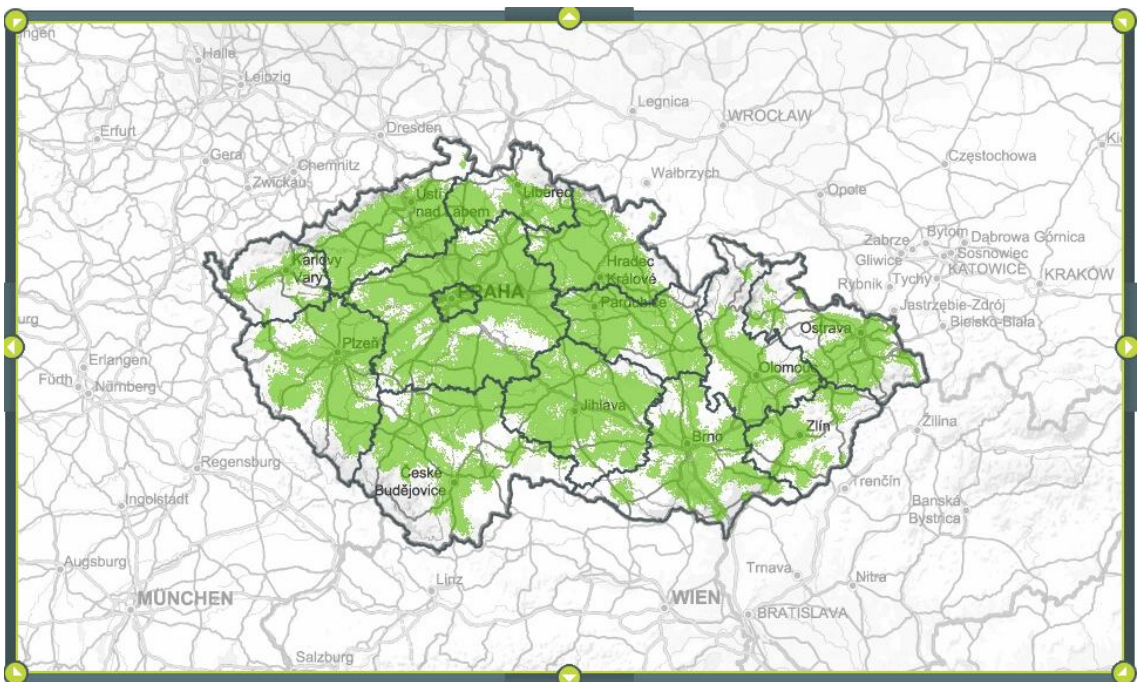 Halle
Leipzig
Legnica
WROCŁAW
Erfurt
Dresden
Gera
Chemnitz
Częstochowa
Zwickau
Wałbrzych
Opole
Ústí
nad Labem
Liberec
Bytom
Dąbrowa Górnica
Zabrze
Sosnowiec
Gliwice
KATOWICE
Tychy
KRAKÓW
Rybnik
Karlovy
Vary
Hradec
Králové
PRAHA
Pardubice
Jastrzębie-Zdrój
Bielsko-Biała
Ostrava
Plzeň
Erlangen
Fürth
Nürnberg
Olomouc
Jihlava
Zlín
Žilina
Brno
Regensburg
České
Budějovice
Trenčín
Ingolstadt
Banská
Bystrica
Augsburg
Linz
Trnava
Nitra
MÜNCHEN
WIEN
BRATISLAVA
Salzburg